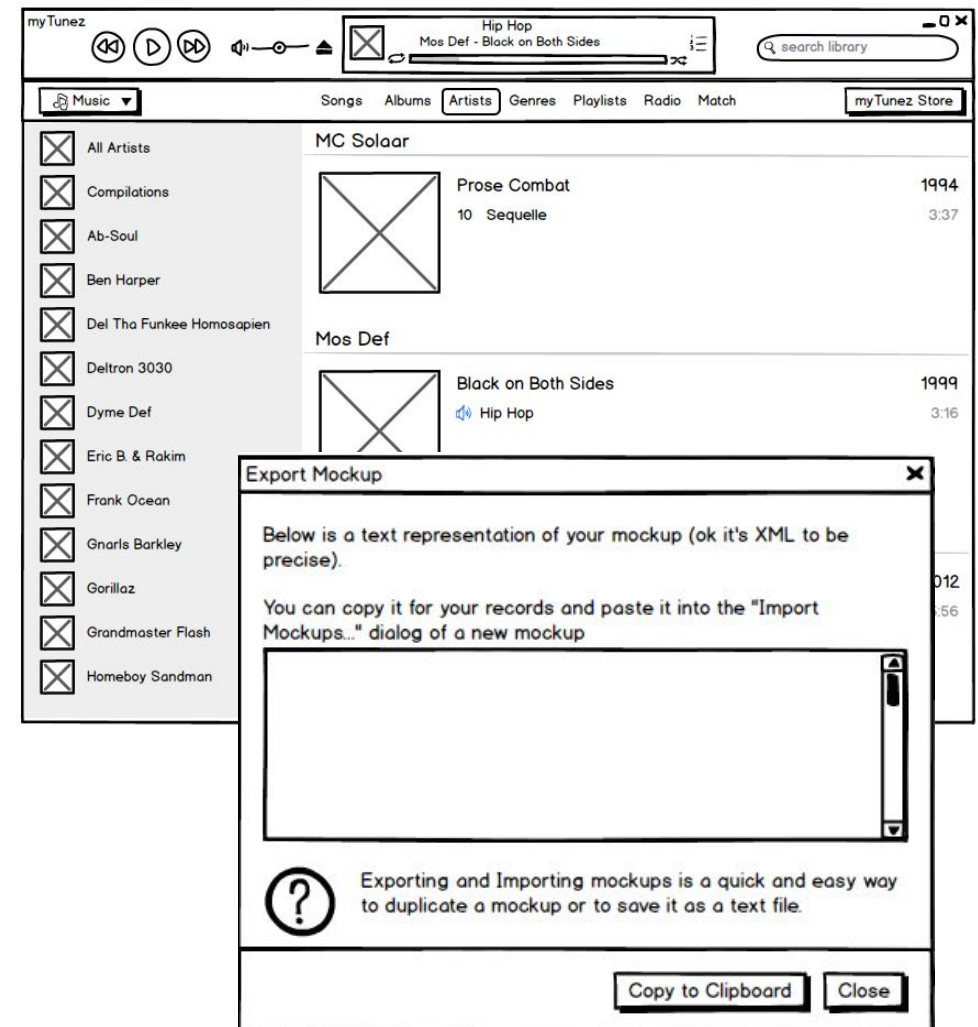 myTunez
Hip Hop
Mos Def - Black on Both Sides
search library
Music
Songs Albums Artists Genres Playlists Radio Match
myTunez Store
All Artists
Compilations
Ab-Soul
Ben Harper
Del Tha Funkee Homosapien
Deltron 3030
Dyme Def
Eric B. & Rakim
Frank Ocean
Gnarls Barkley
Gorillaz
Grandmaster Flash
Homeboy Sandman
MC Solaar
Prose Combat 1994
10 Sequelle 3:37
Mos Def
Black on Both Sides 1999
Hip Hop 3:16
Export Mockup
Below is a text representation of your mockup (ok it's XML to be
precise).
You can copy it for your records and paste it into the "Import
Mockups..." dialog of a new mockup
?
Exporting and Importing mockups is a quick and easy way
to duplicate a mockup or to save it as a text file.
Copy to Clipboard Close